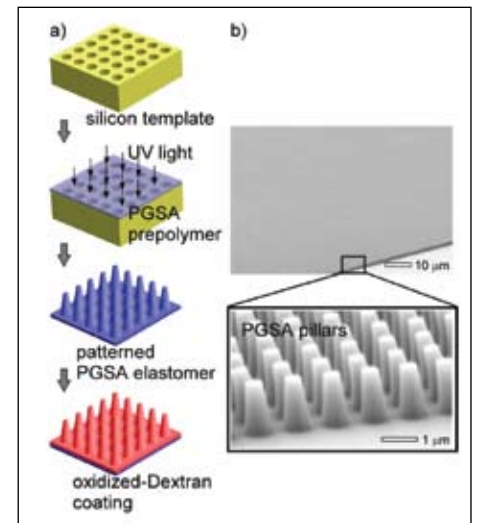 a)
silicon template
UV light
PGSA
prepolymer
patterned
PGSA elastomer
oxidized-Dextran
coating
b)
10 μm
PGSA pillars
1 μm